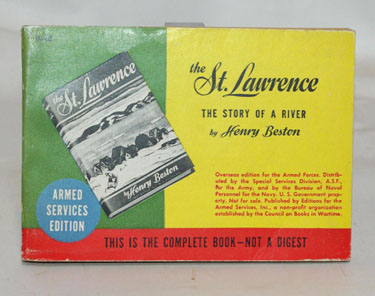 the
St. Lawrence
by Henry Beston
ARMED
SERVICES
EDITION
the
St. Lawrence
THE STORY OF A RIVER
by Henry Beston
Overseas edition for the Armed Forces. Distrib-
uted by the Special Services Division, A.S.F.,
for the Army, and by the Bureau of Naval
Personnel for the Navy. U. S. Government prop-
erty. Not for sale. Published by Editions for the
Armed Services, Inc., a non-profit organization
established by the Council on Books in Wartime.
THIS IS THE COMPLETE BOOK—NOT A DIGEST